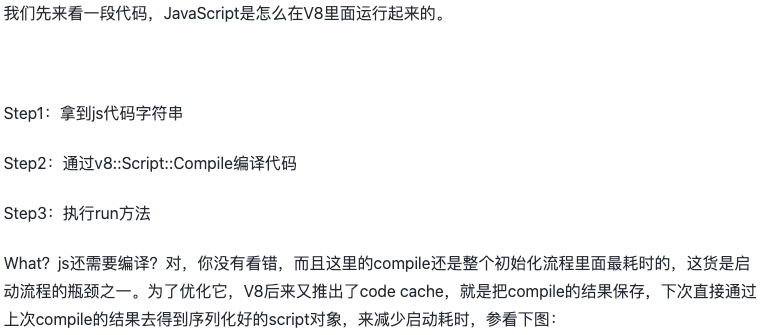 我们先来看一段代码，JavaScript是怎么在V8里面运行起来的。
Step1：拿到js代码字符串
Step2：通过v8::Script::Compile编译代码
Step3：执行run方法
What？js还需要编译？对，你没有看错，而且这里的compile还是整个初始化流程里面最耗时的，这货是启
动流程的瓶颈之一。为了优化它，V8后来又推出了code cache，就是把compile的结果保存，下次直接通过
上次compile的结果去得到序列化好的script对象，来减少启动耗时，参看下图：